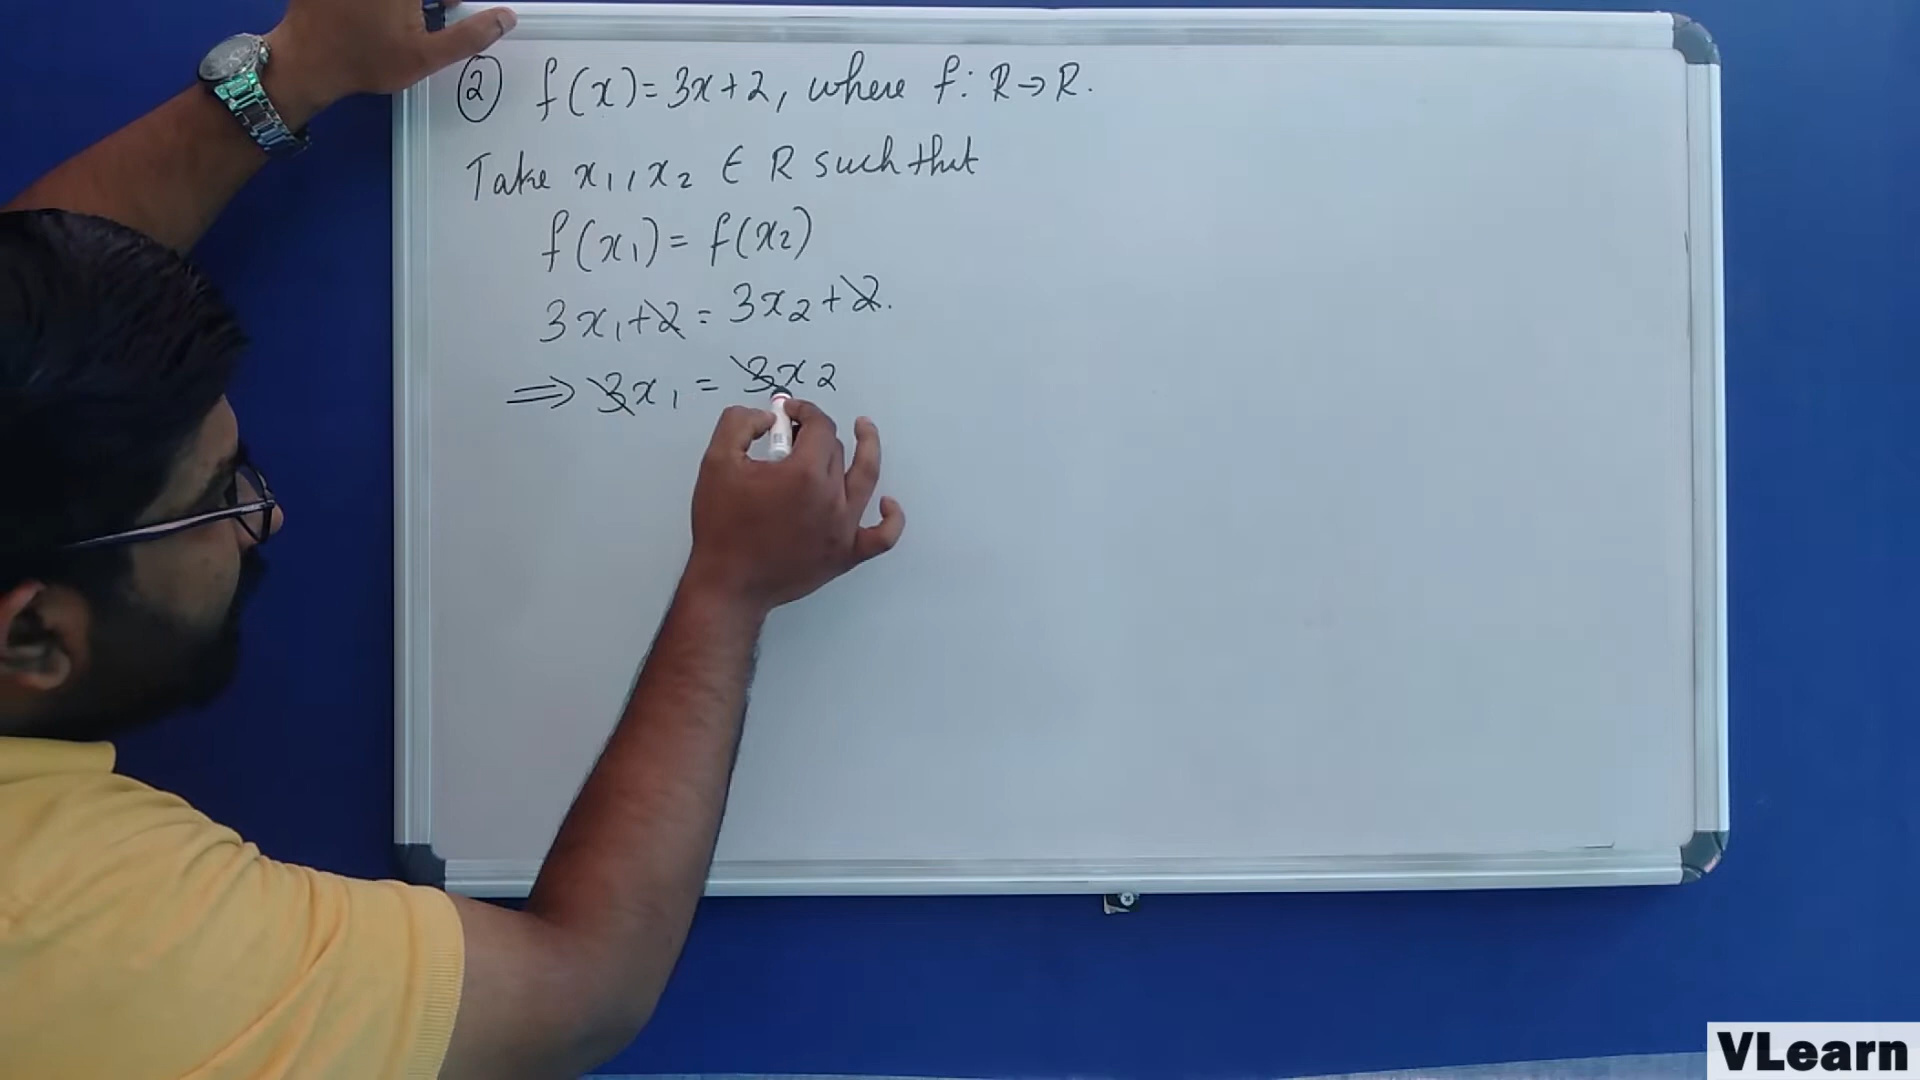 ② f(x)=3x+2, where f: R→R.
Take x₁, x₂ ∈ R such that
f(x₁) = f(x₂)
3x₁+2 = 3x₂+2.
⟹ 3x₁ = 3x₂
VLearn